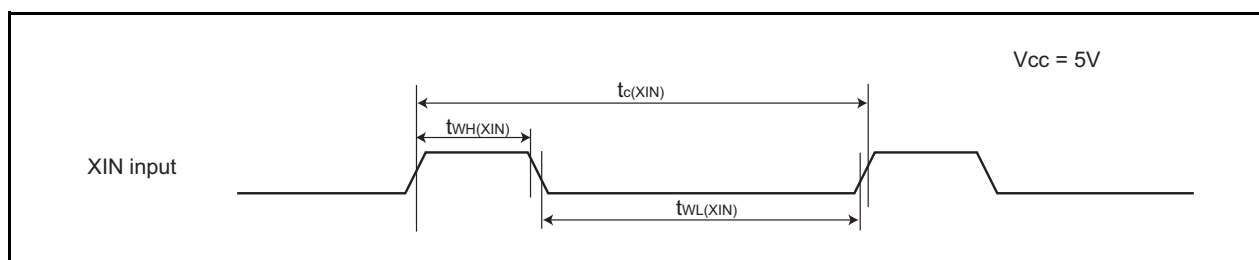 Vcc = 5V
tc(XIN)
tWH(XIN)
XIN input
tWL(XIN)